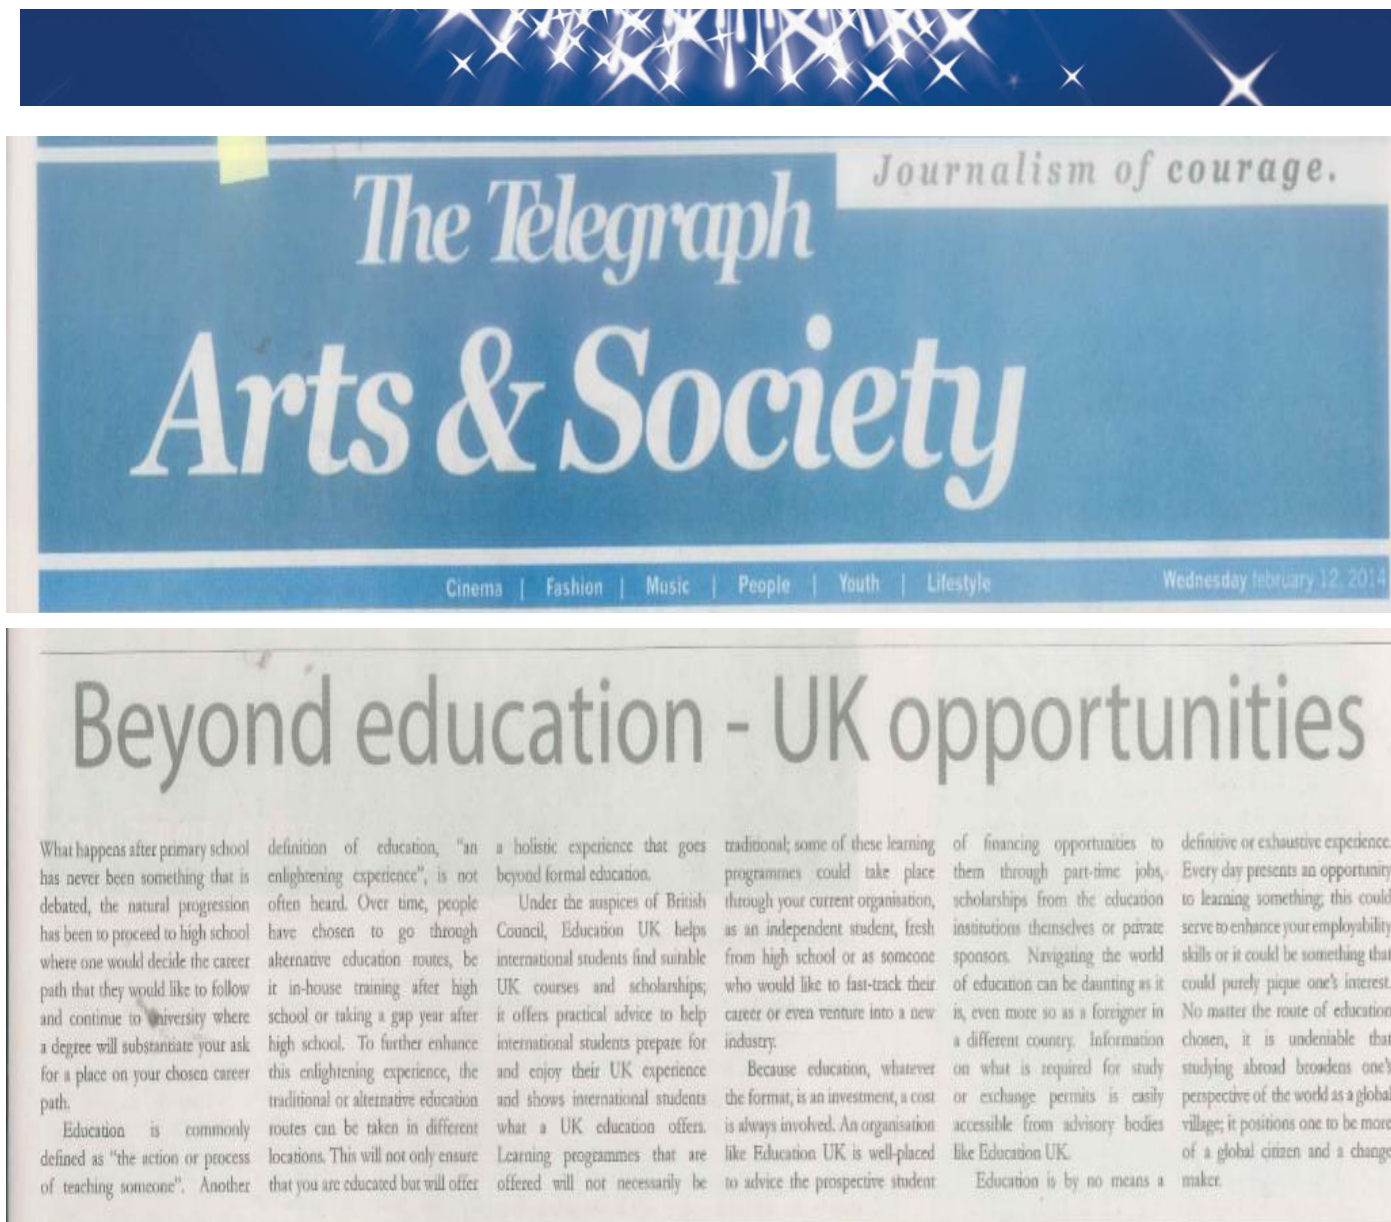 Journalism of courage.
The Telegraph
Arts & Society
Cinema | Fashion | Music | People | Youth | Lifestyle
Wednesday february 12, 2014
Beyond education - UK opportunities
What happens after primary school
has never been something that is
debated, the natural progression
has been to proceed to high school
where one would decide the career
path that they would like to follow
and continue to university where
a degree will substantiate your ask
for a place on your chosen career
path.
Education is commonly
defined as "the action or process
of teaching someone". Another
definition of education, "an
enlightening experience", is not
often heard. Over time, people
have chosen to go through
alternative education routes, be
it in-house training after high
school or taking a gap year after
high school. To further enhance
this enlightening experience, the
traditional or alternative education
routes can be taken in different
locations. This will not only ensure
that you are educated but will offer
a holistic experience that goes
beyond formal education.
Under the auspices of British
Council, Education UK helps
international students find suitable
UK courses and scholarships;
it offers practical advice to help
international students prepare for
and enjoy their UK experience
and shows international students
what a UK education offers.
Learning programmes that are
offered will not necessarily be
traditional; some of these learning
programmes could take place
through your current organisation,
as an independent student, fresh
from high school or as someone
who would like to fast-track their
career or even venture into a new
industry.
Because education, whatever
the format, is an investment, a cost
is always involved. An organisation
like Education UK is well-placed
to advice the prospective student
of financing opportunities to
them through part-time jobs,
scholarships from the education
institutions themselves or private
sponsors. Navigating the world
of education can be daunting as it
is, even more so as a foreigner in
a different country. Information
on what is required for study
or exchange permits is easily
accessible from advisory bodies
like Education UK.
Education is by no means a
definitive or exhaustive experience.
Every day presents an opportunity
to learning something; this could
serve to enhance your employability
skills or it could be something that
could purely pique one's interest.
No matter the route of education
chosen, it is undeniable that
studying abroad broadens one's
perspective of the world as a global
village; it positions one to be more
of a global citizen and a change
maker.